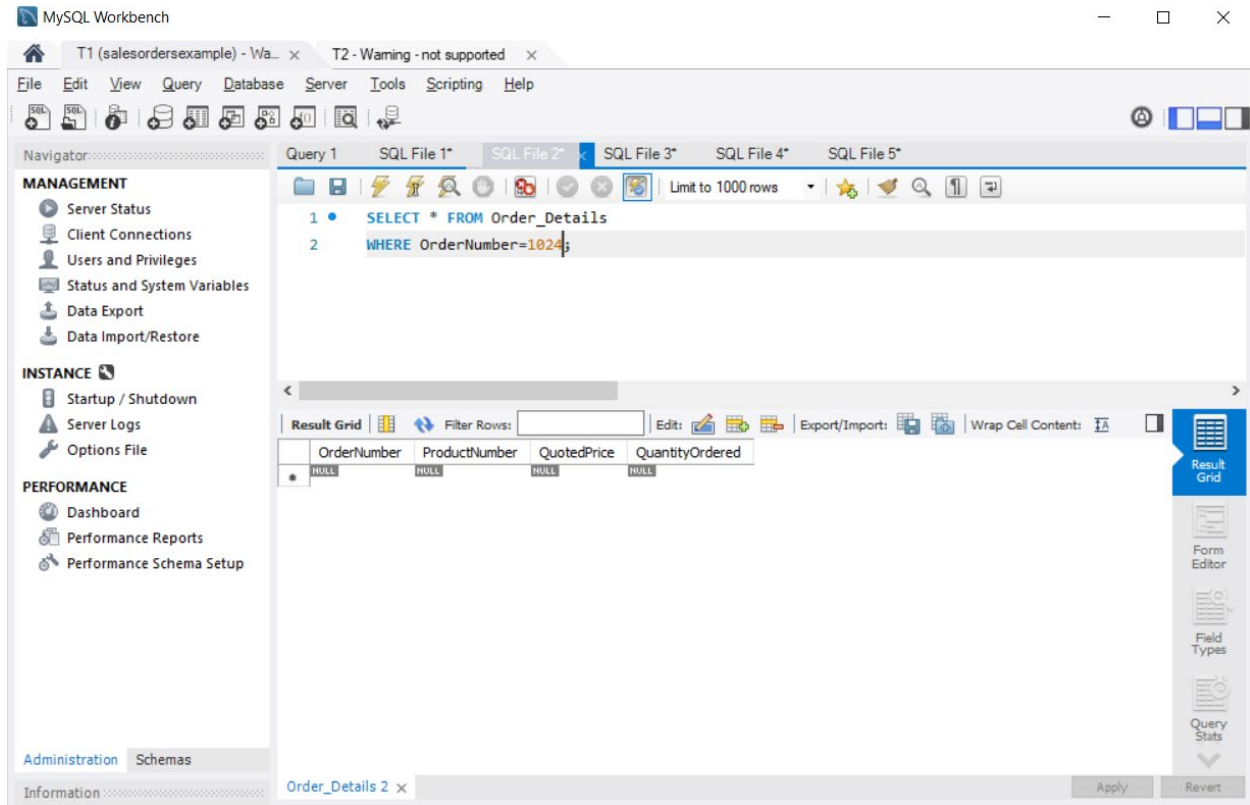 MySQL Workbench
T1 (salesordersexample) - Wa... × T2 - Warning - not supported ×
File Edit View Query Database Server Tools Scripting Help
Navigator
MANAGEMENT
Server Status
Client Connections
Users and Privileges
Status and System Variables
Data Export
Data Import/Restore
INSTANCE
Startup / Shutdown
Server Logs
Options File
PERFORMANCE
Dashboard
Performance Reports
Performance Schema Setup
Administration Schemas
Information
Query 1 SQL File 1* SQL File 2* × SQL File 3* SQL File 4* SQL File 5*
Limit to 1000 rows
1 SELECT * FROM Order_Details
2 WHERE OrderNumber=1024;
Result Grid Filter Rows: Edit: Export/Import: Wrap Cell Content:
OrderNumber ProductNumber QuotedPrice QuantityOrdered
* NULL NULL NULL NULL
Result
Grid
Form
Editor
Field
Types
Query
Stats
Order_Details 2 ×
Apply Revert